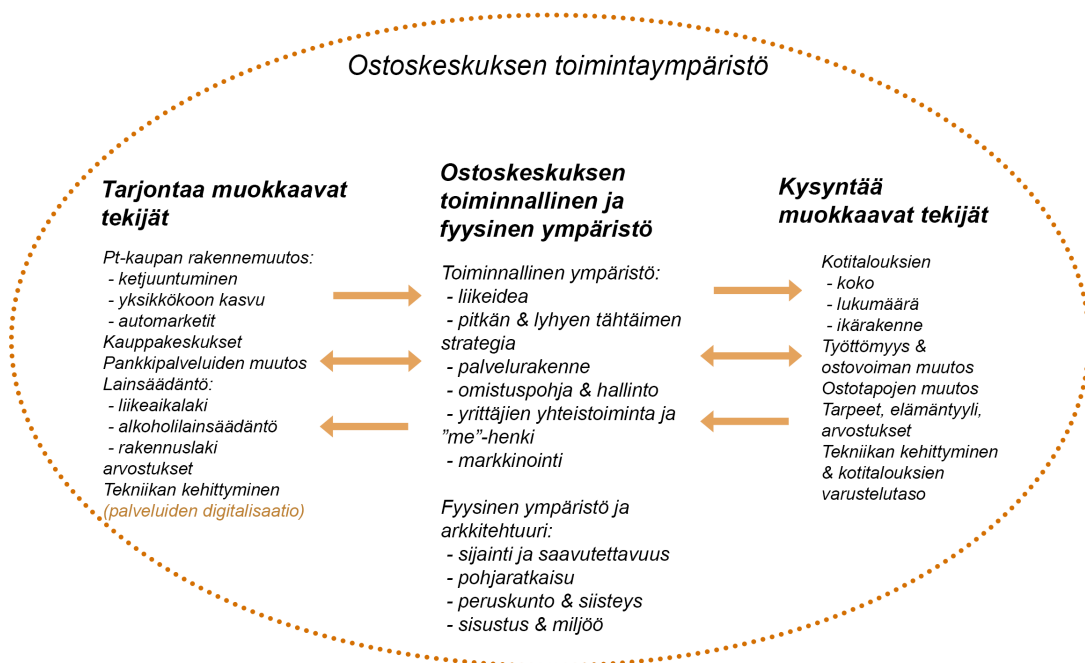 Ostoskeskuksen toimintaympäristö
Tarjontaa muokkaavat
tekijät
Pt-kaupan rakennemuutos:
- ketjuuntuminen
- yksikkökoon kasvu
- automarketit
Kauppakeskukset
Pankkipalveluiden muutos
Lainsäädäntö:
- liikeaikalaki
- alkoholilainsäädäntö
- rakennuslaki
arvostukset
Tekniikan kehittyminen
(palveluiden digitalisaatio)
Ostoskeskuksen
toiminnallinen ja
fyysinen ympäristö
Toiminnallinen ympäristö:
- liikeidea
- pitkän & lyhyen tähtäimen
strategia
- palvelurakenne
- omistuspohja & hallinto
- yrittäjien yhteistoiminta ja
”me”-henki
- markkinointi
Fyysinen ympäristö ja
arkkitehtuuri:
- sijainti ja saavutettavuus
- pohjaratkaisu
- peruskunto & siisteys
- sisustus & miljöö
Kysyntää
muokkaavat tekijät
Kotitalouksien
- koko
- lukumäärä
- ikärakenne
Työttömyys &
ostovoiman muutos
Ostotapojen muutos
Tarpeet, elämäntyyli,
arvostukset
Tekniikan kehittyminen
& kotitalouksien
varustelutaso